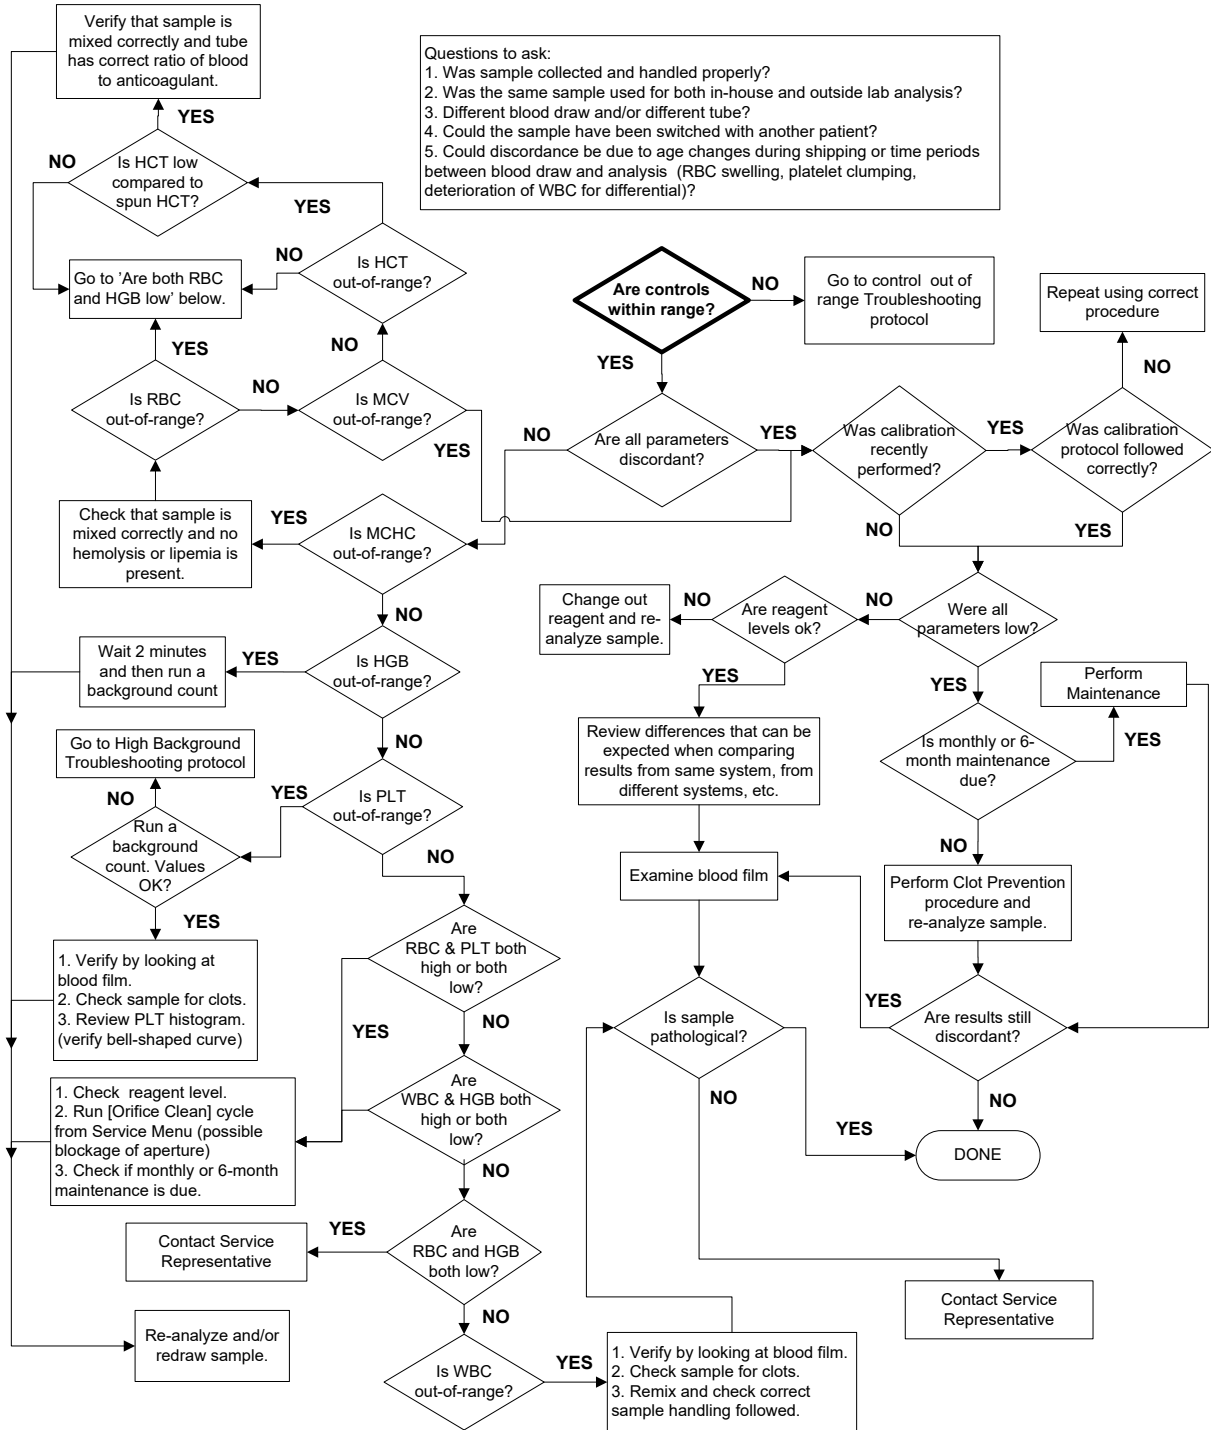 Verify that sample is
mixed correctly and tube
has correct ratio of blood
to anticoagulant.
YES
NO
Is HCT low
compared to
spun HCT?
YES
Questions to ask:
1. Was sample collected and handled properly?
2. Was the same sample used for both in-house and outside lab analysis?
3. Different blood draw and/or different tube?
4. Could the sample have been switched with another patient?
5. Could discordance be due to age changes during shipping or time periods
between blood draw and analysis  (RBC swelling, platelet clumping,
deterioration of WBC for differential)?
Go to 'Are both RBC
and HGB low' below.
NO
Is HCT
out-of-range?
YES
NO
Is RBC
out-of-range?
NO
Is MCV
out-of-range?
YES
Are controls
within range?
NO
Go to control  out of
range Troubleshooting
protocol
YES
Repeat using correct
procedure
NO
NO
Are all parameters
discordant?
YES
Was calibration
recently
performed?
YES
Was calibration
protocol followed
correctly?
NO
YES
Check that sample is
mixed correctly and no
hemolysis or lipemia is
present.
YES
Is MCHC
out-of-range?
NO
Change out
reagent and re-
analyze sample.
NO
Are reagent
levels ok?
NO
Were all
parameters low?
YES
YES
Wait 2 minutes
and then run a
background count
YES
Is HGB
out-of-range?
NO
Perform
Maintenance
YES
Is monthly or 6-
month maintenance
due?
NO
Review differences that can be
expected when comparing
results from same system, from
different systems, etc.
Go to High Background
Troubleshooting protocol
NO
YES
Is PLT
out-of-range?
NO
Run a
background
count. Values
OK?
YES
Examine blood film
Perform Clot Prevention
procedure and
re-analyze sample.
1. Verify by looking at
blood film.
2. Check sample for clots.
3. Review PLT histogram.
(verify bell-shaped curve)
Are
RBC & PLT both
high or both
low?
YES
NO
YES
Are results still
discordant?
NO
Is sample
pathological?
NO
YES
DONE
1. Check  reagent level.
2. Run [Orifice Clean] cycle
from Service Menu (possible
blockage of aperture)
3. Check if monthly or 6-month
maintenance is due.
Are
WBC & HGB both
high or both
low?
NO
Contact Service
Representative
YES
Are
RBC and HGB
both low?
NO
Contact Service
Representative
Re-analyze and/or
redraw sample.
Is WBC
out-of-range?
YES
1. Verify by looking at blood film.
2. Check sample for clots.
3. Remix and check correct
sample handling followed.